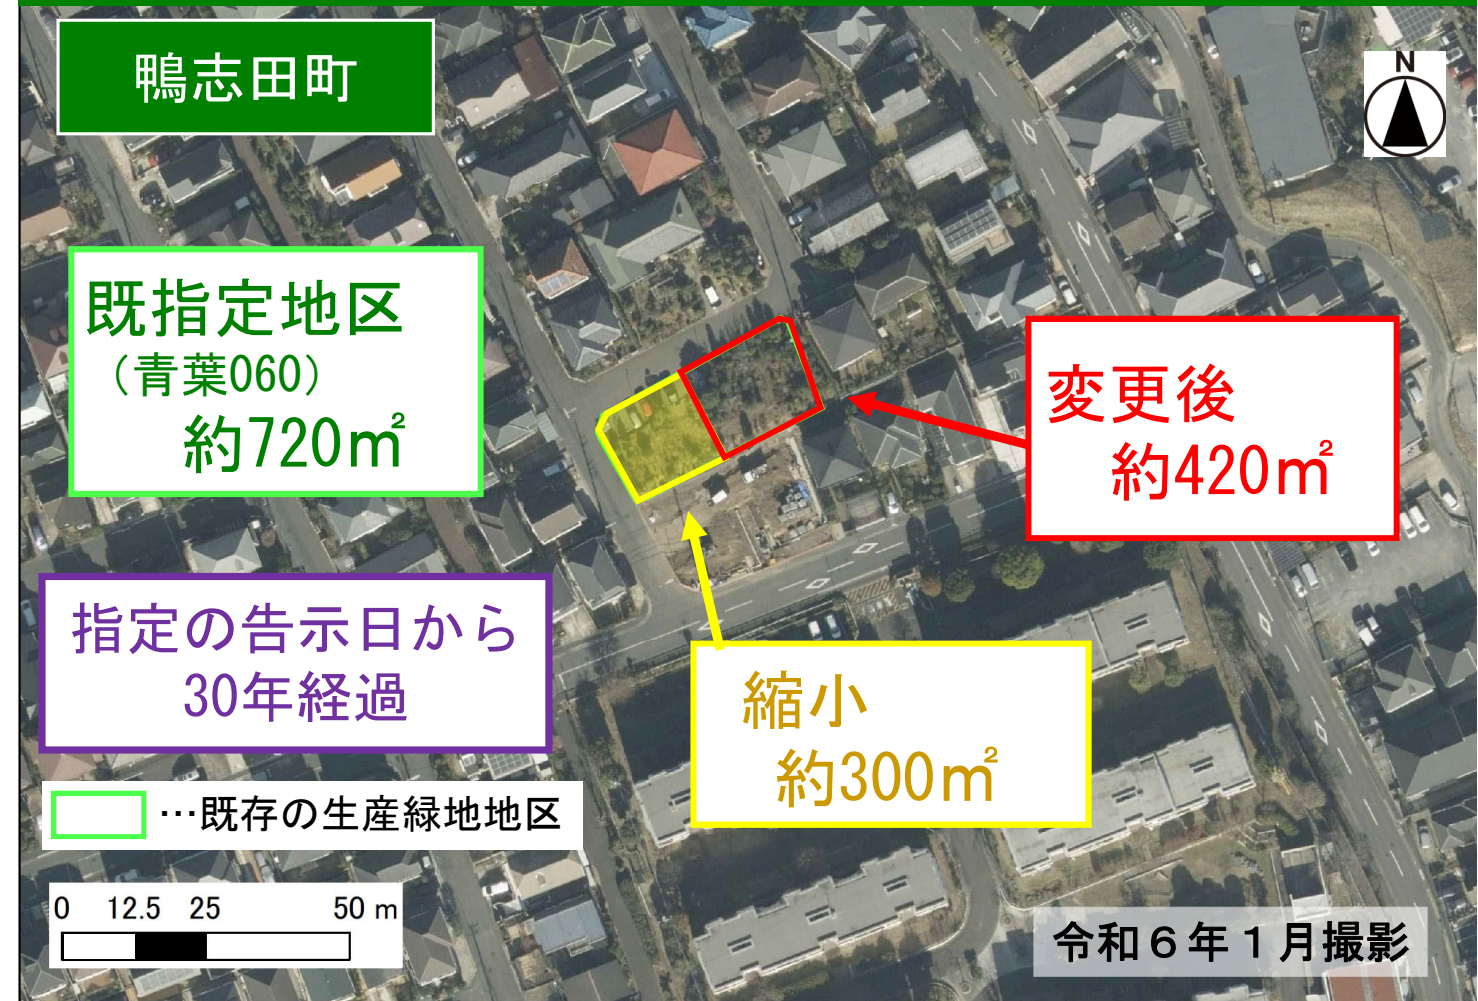 鴨志田町
N
既指定地区
（青葉060）
約720㎡
変更後
約420㎡
指定の告示日から
30年経過
縮小
約300㎡
…既存の生産緑地地区
0 12.5 25 50 m
令和６年１月撮影